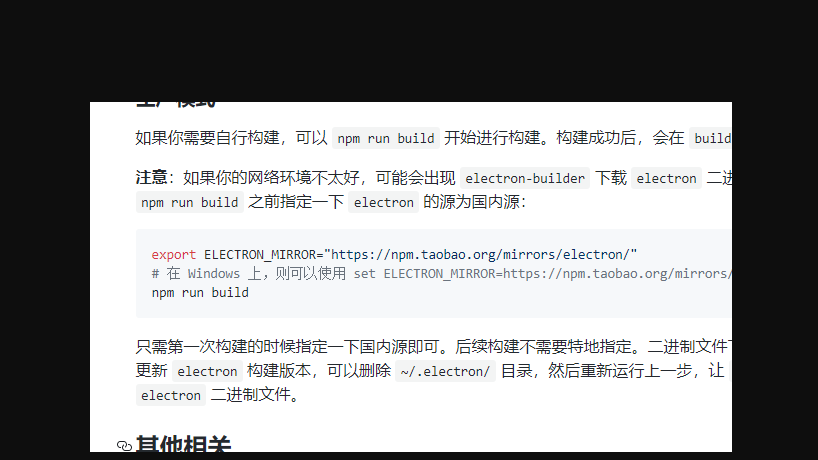 生产模式
如果你需要自行构建，可以 npm run build 开始进行构建。构建成功后，会在 build
注意：如果你的网络环境不太好，可能会出现 electron-builder 下载 electron 二进
npm run build 之前指定一下 electron 的源为国内源：
export ELECTRON_MIRROR="https://npm.taobao.org/mirrors/electron/"
# 在 Windows 上，则可以使用 set ELECTRON_MIRROR=https://npm.taobao.org/mirrors/
npm run build
只需第一次构建的时候指定一下国内源即可。后续构建不需要特地指定。二进制文件下
更新 electron 构建版本，可以删除 ~/.electron/ 目录，然后重新运行上一步，让
electron 二进制文件。
其他相关